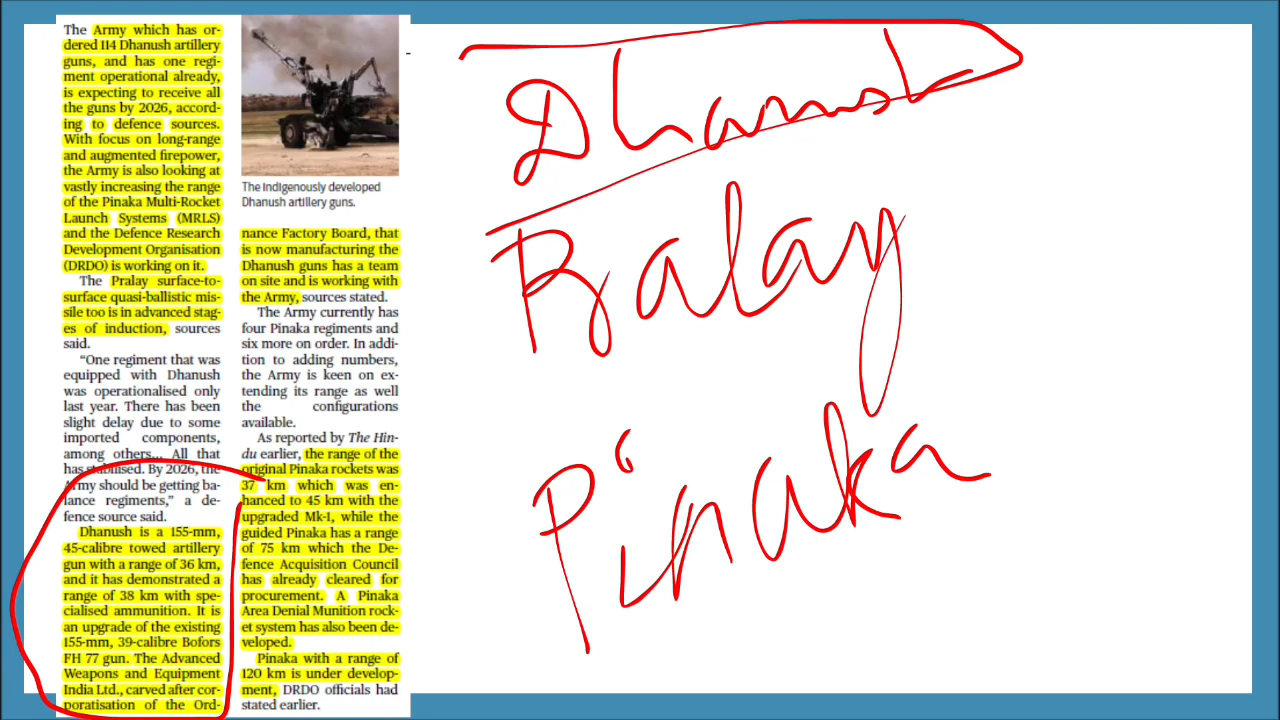 The Army which has or-
dered 114 Dhanush artillery
guns, and has one regi-
ment operational already,
is expecting to receive all
the guns by 2026, accord-
ing to defence sources.
With focus on long-range
and augmented firepower,
the Army is also looking at
vastly increasing the range
of the Pinaka Multi-Rocket
Launch Systems (MRLS)
and the Defence Research
Development Organisation
(DRDO) is working on it.
The Pralay surface-to-
surface quasi-ballistic mis-
sile too is in advanced stag-
es of induction, sources
said.
“One regiment that was
equipped with Dhanush
was operationalised only
last year. There has been
slight delay due to some
imported components,
among others... All that
has stabilised. By 2026, the
Army should be getting ba-
lance regiments,” a de-
fence source said.
Dhanush is a 155-mm,
45-calibre towed artillery
gun with a range of 36 km,
and it has demonstrated a
range of 38 km with spe-
cialised ammunition. It is
an upgrade of the existing
155-mm, 39-calibre Bofors
FH 77 gun. The Advanced
Weapons and Equipment
India Ltd., carved after cor-
poratisation of the Ord-
The indigenously developed
Dhanush artillery guns.
nance Factory Board, that
is now manufacturing the
Dhanush guns has a team
on site and is working with
the Army, sources stated.
The Army currently has
four Pinaka regiments and
six more on order. In addi-
tion to adding numbers,
the Army is keen on ex-
tending its range as well
the configurations
available.
As reported by The Hin-
du earlier, the range of the
original Pinaka rockets was
37 km which was en-
hanced to 45 km with the
upgraded Mk-I, while the
guided Pinaka has a range
of 75 km which the De-
fence Acquisition Council
has already cleared for
procurement. A Pinaka
Area Denial Munition rock-
et system has also been de-
veloped.
Pinaka with a range of
120 km is under develop-
ment, DRDO officials had
stated earlier.
Dhanush
Pralay
Pinaka